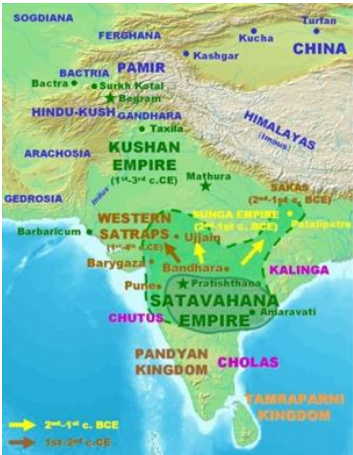 SOGDIANA
Turfan
FERGHANA
Kucha
CHINA
Kashgar
PAMIR
BACTRIA
Bactra
Surkh Kotal
Begram
HINDU-KUSH
GANDHARA
Taxila
HIMALAYAS
(Imaus)
ARACHOSIA
KUSHAN
EMPIRE
(1st-3rd c.CE)
Mathura
GEDROSIA
Indus
SAKAS
(2nd-1st c. BCE)
WESTERN
SATRAPS
(1st-4th c.CE)
SUNGA EMPIRE
(2nd-1st c. BCE)
Pataliputra
Barbaricum
Ujjain
Barygaza
Bandhara
KALINGA
Pune
Pratishthana
SATAVAHANA
EMPIRE
CHUTUS
Amaravati
PANDYAN
KINGDOM
CHOLAS
TAMRAPARNI
KINGDOM
2nd-1st c. BCE
1st-2nd c.CE